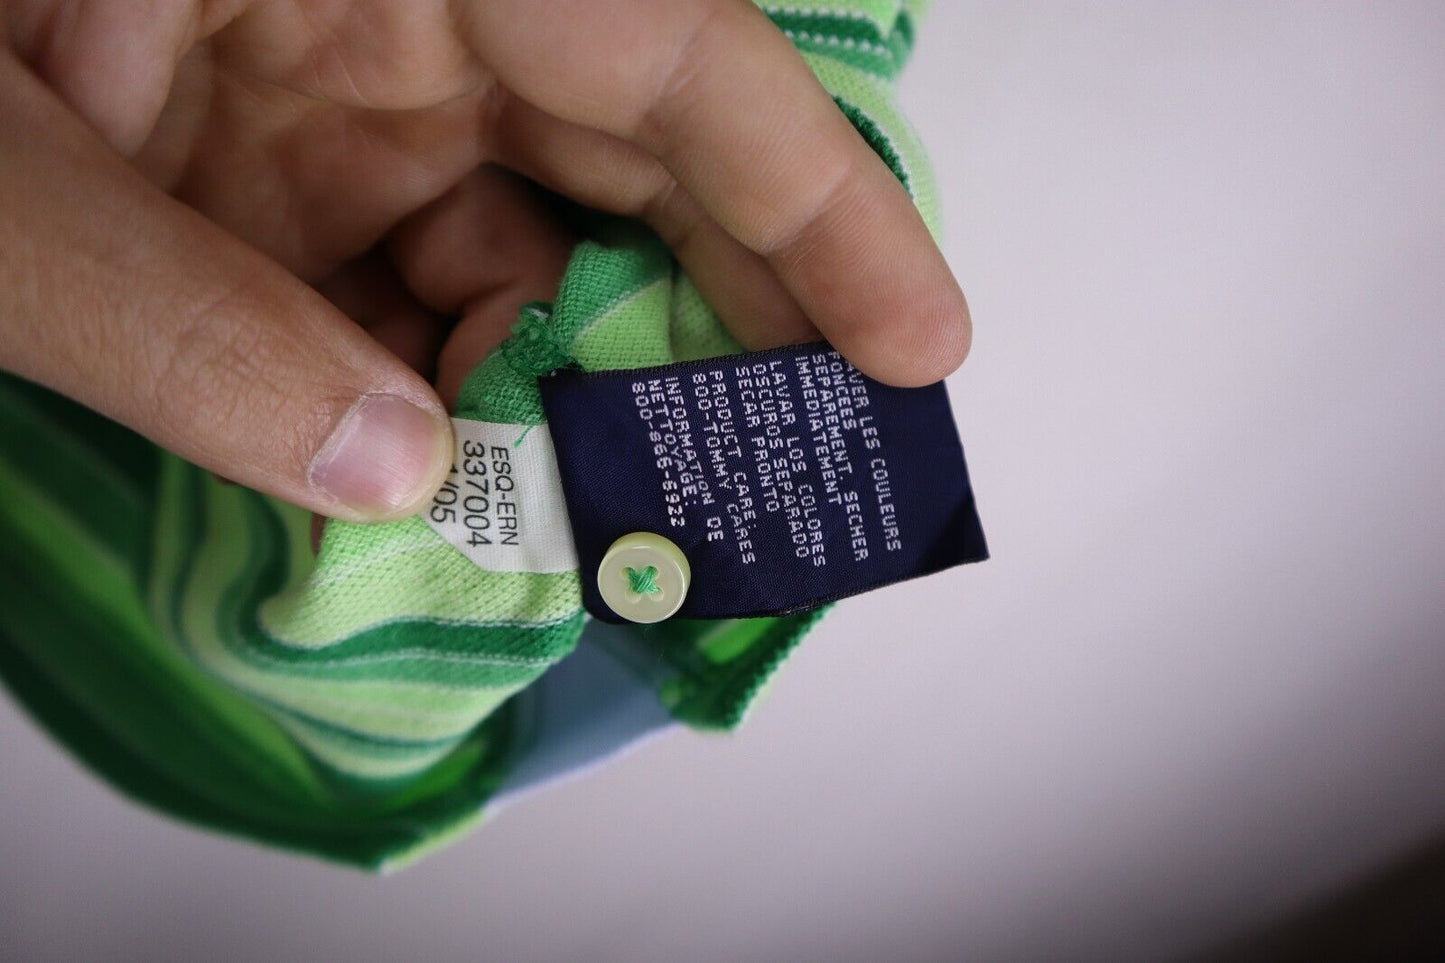 LES COULEURS
FONCEES
SEPAREMENT. SECHER
IMMEDIATEMENT
LAVAR LOS COLORES
OSCUROS SEPARADO
SECAR PRONTO
PRODUCT CARE:
800-TOMMY CARES
INFORMATION DE
NETTOYAGE:
800-866-6922
ESQ-ERN
337004
/05